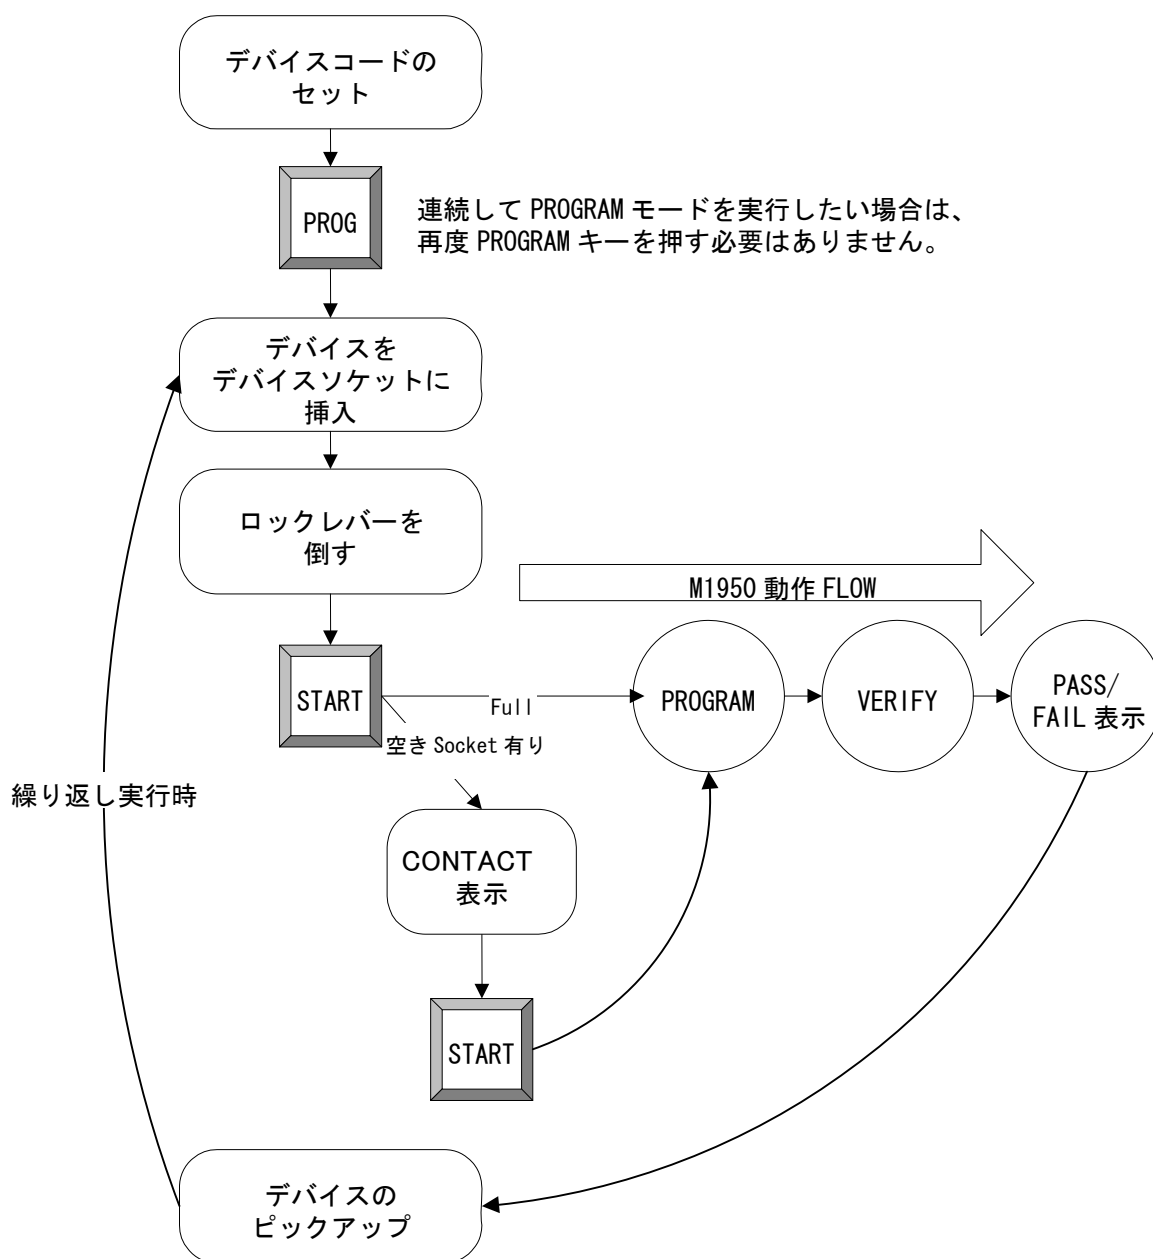 デバイスコードの
セット
PROG
連続して PROGRAM モードを実行したい場合は、
再度 PROGRAM キーを押す必要はありません。
デバイスを
デバイスソケットに
挿入
ロックレバーを
倒す
M1950 動作 FLOW
START
Full
空き Socket 有り
PROGRAM
VERIFY
PASS/
FAIL 表示
繰り返し実行時
CONTACT
表示
START
デバイスの
ピックアップ